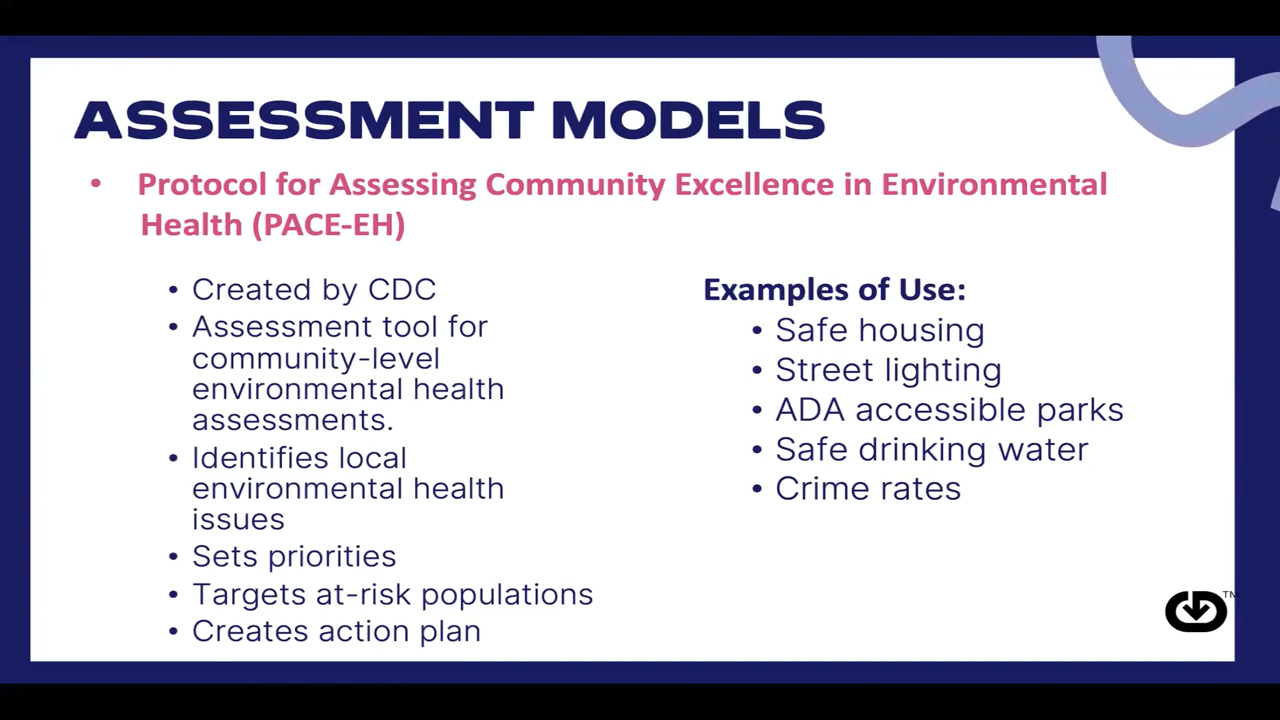 ASSESSMENT MODELS
• Protocol for Assessing Community Excellence in Environmental
Health (PACE-EH)
• Created by CDC
• Assessment tool for
community-level
environmental health
assessments.
• Identifies local
environmental health
issues
• Sets priorities
• Targets at-risk populations
• Creates action plan
Examples of Use:
• Safe housing
• Street lighting
• ADA accessible parks
• Safe drinking water
• Crime rates
TM